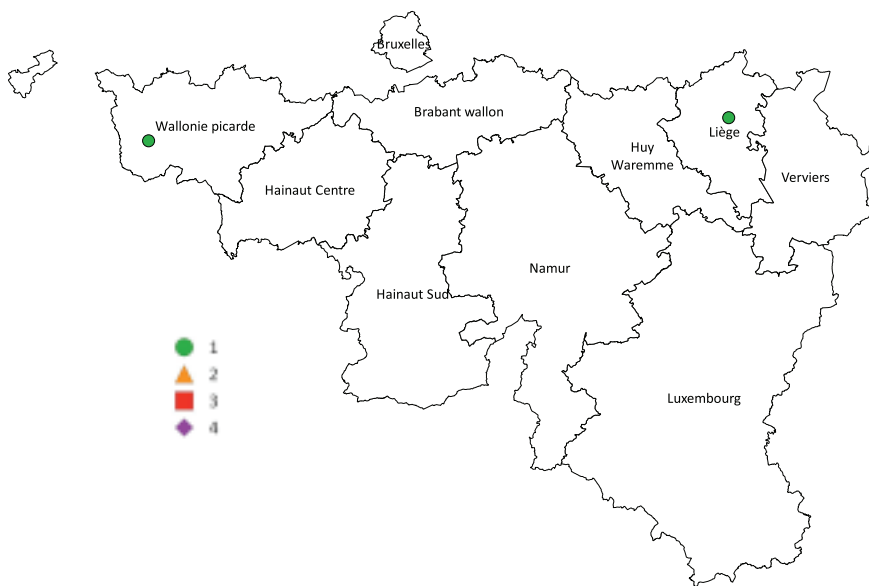 Bruxelles
Brabant wallon
Wallonie picarde
Liège
Huy
Waremme
Verviers
Hainaut Centre
Namur
Hainaut Sud
1
2
3
4
Luxembourg